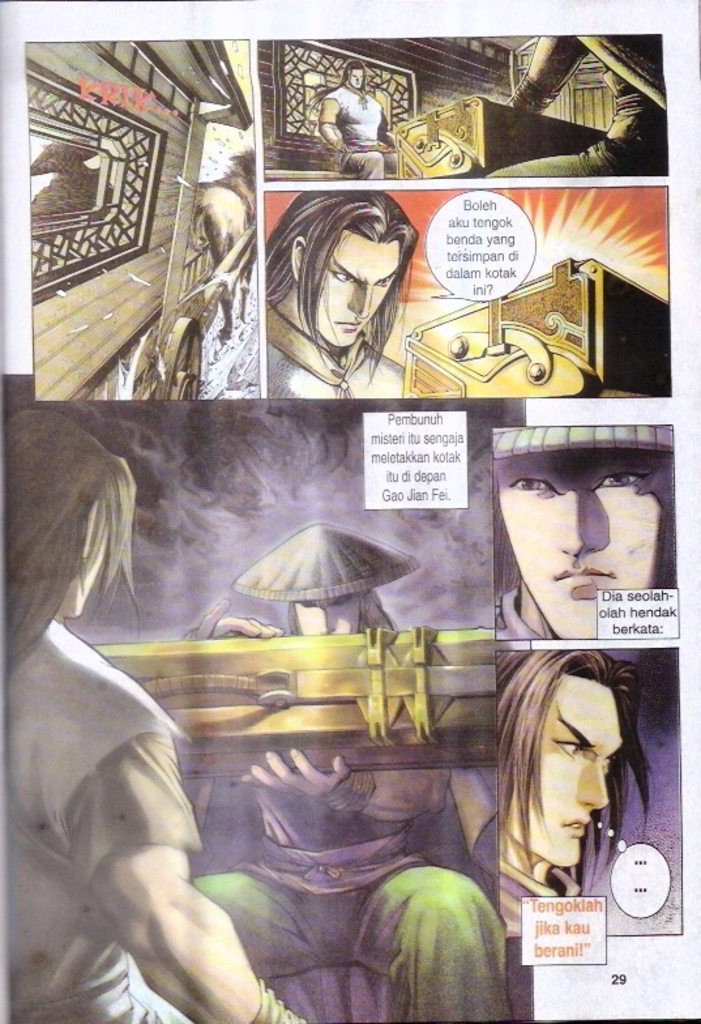 KRIK...
Boleh
aku tengok
benda yang
tersimpan di
dalam kotak
ini?
Pembunuh
misteri itu sengaja
meletakkan kotak
itu di depan
Gao Jian Fei.
Dia seolah-
olah hendak
berkata:
...
...
"Tengoklah
jika kau
berani!"
29